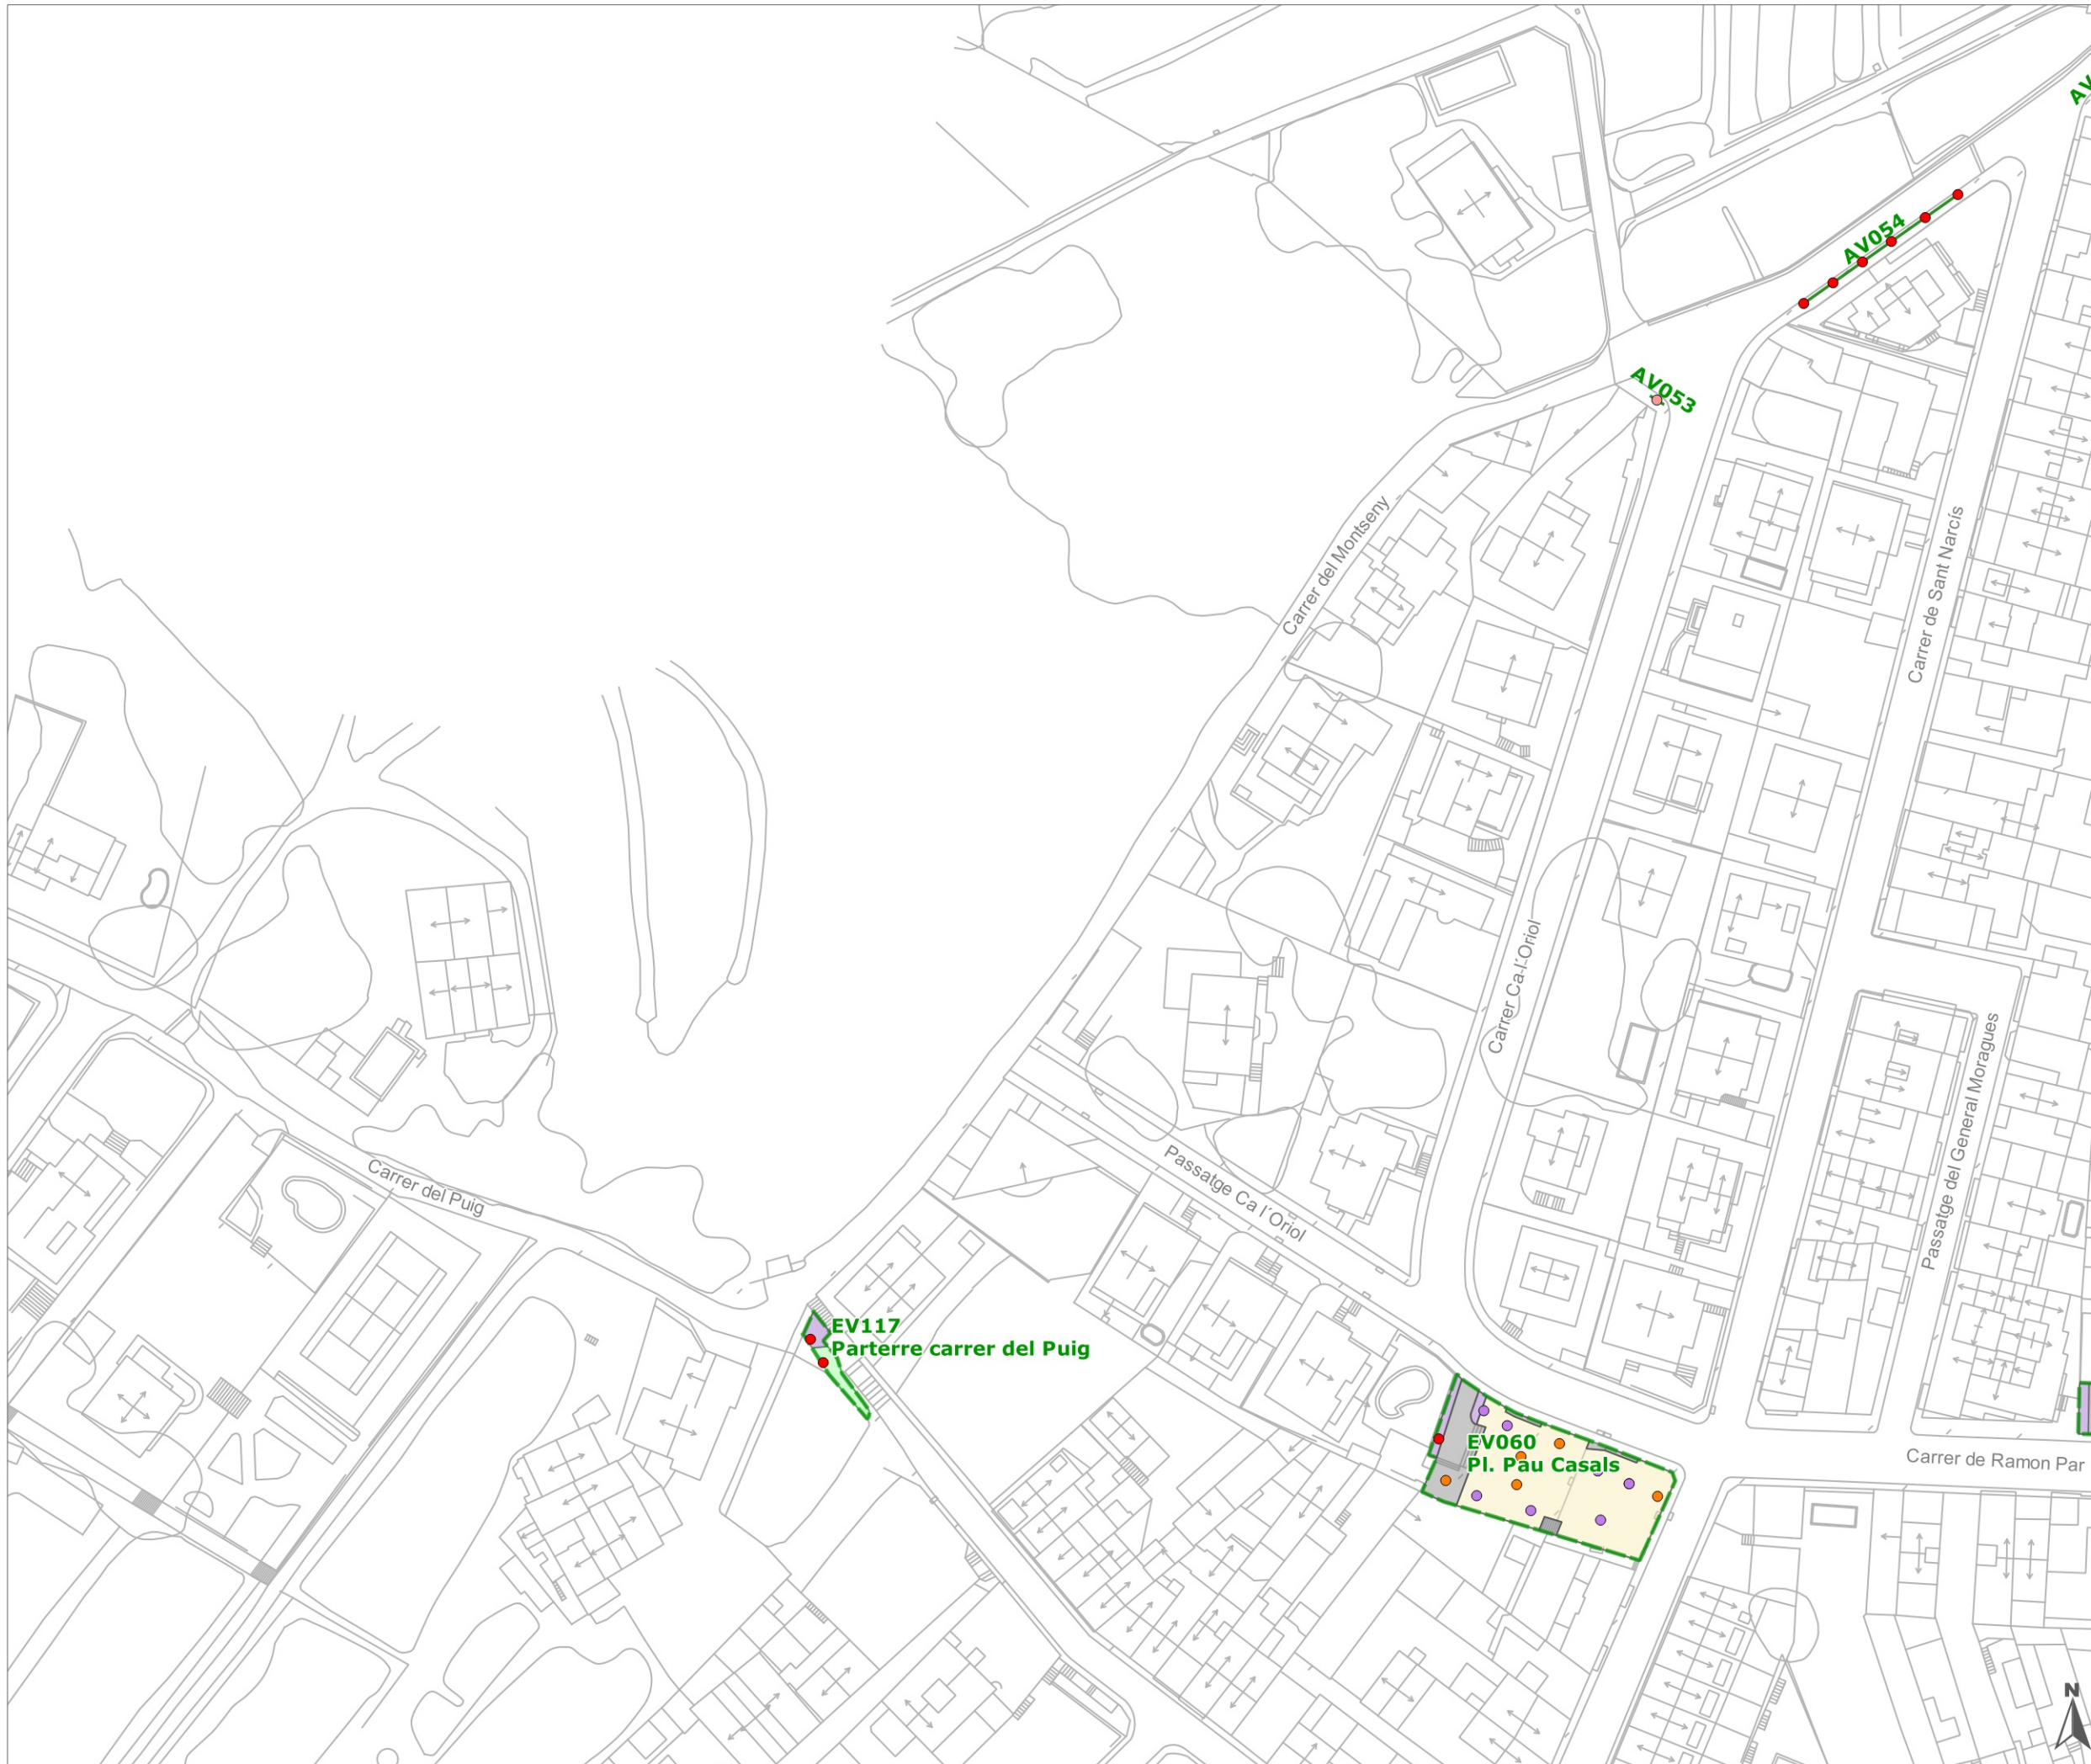 AV
AV054
AV053
Carrer del Montseny
Carrer de Sant Narcís
Carrer Ca-l'Oriol
Passatge del General Moragues
Passatge Ca l'Oriol
Carrer del Puig
EV117
Parterre carrer del Puig
EV060
Pl. Pau Casals
Carrer de Ramon Par
N